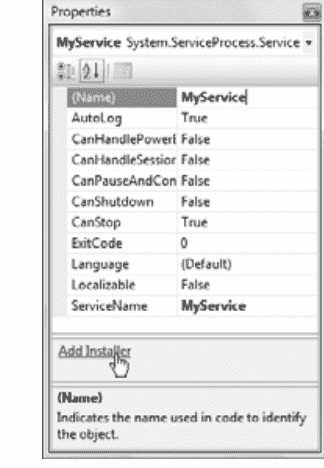 Properties
MyService System.ServiceProcess.Service
(Name) MyService
AutoLog True
CanHandlePowerE False
CanHandleSession False
CanPauseAndCon False
CanShutdown False
CanStop True
ExitCode 0
Language (Default)
Localizable False
ServiceName MyService
Add Installer
(Name)
Indicates the name used in code to identify
the object.